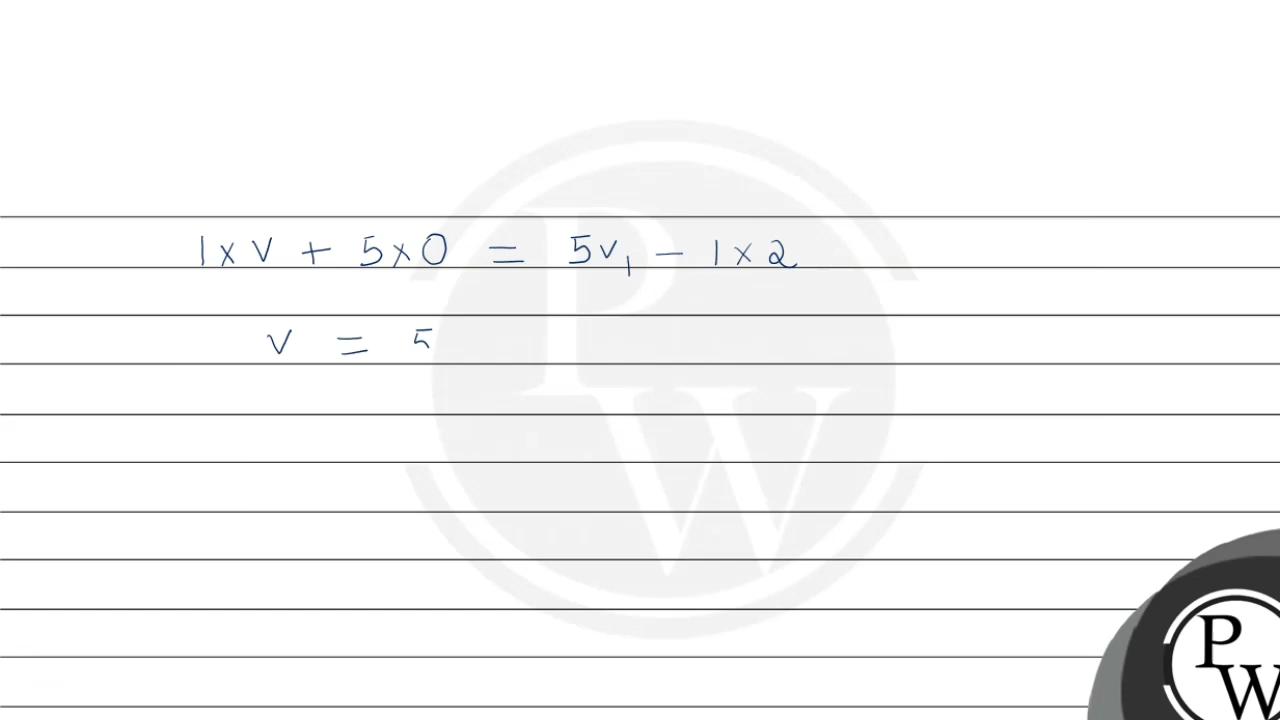 1 × V + 5 × 0 = 5V₁ - 1 × 2
V = 5
P
W
P
W